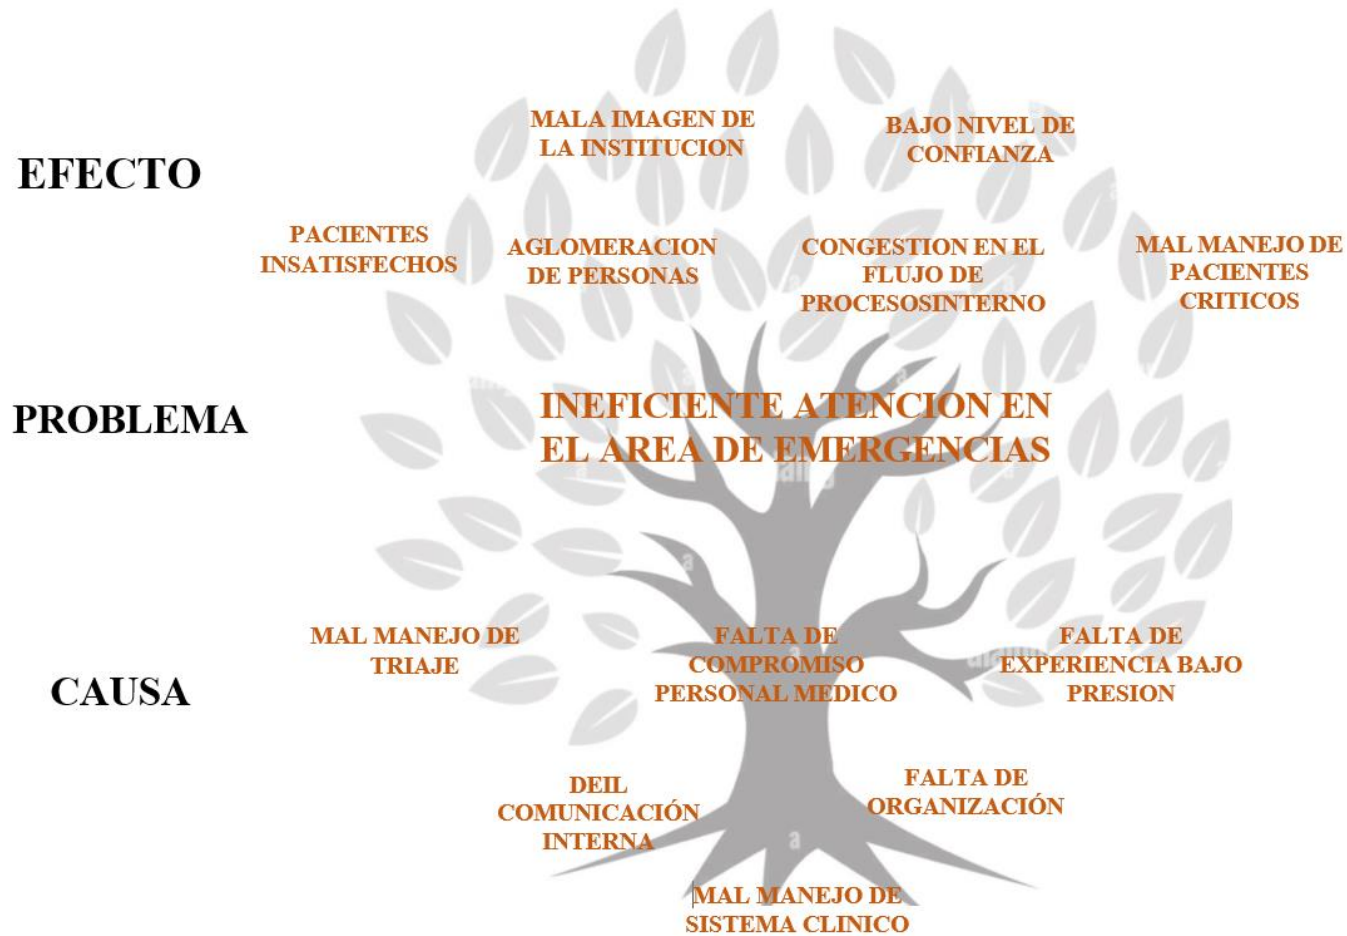 MALA IMAGEN DE
LA INSTITUCION
BAJO NIVEL DE
CONFIANZA
EFECTO
PACIENTES
INSATISFECHOS
AGLOMERACION
DE PERSONAS
CONGESTION EN EL
FLUJO DE
PROCESOSINTERNO
MAL MANEJO DE
PACIENTES
CRITICOS
PROBLEMA
INEFICIENTE ATENCION EN
EL AREA DE EMERGENCIAS
CAUSA
MAL MANEJO DE
TRIAJE
FALTA DE
COMPROMISO
PERSONAL MEDICO
FALTA DE
EXPERIENCIA BAJO
PRESION
DEIL
COMUNICACIÓN
INTERNA
FALTA DE
ORGANIZACIÓN
MAL MANEJO DE
SISTEMA CLINICO